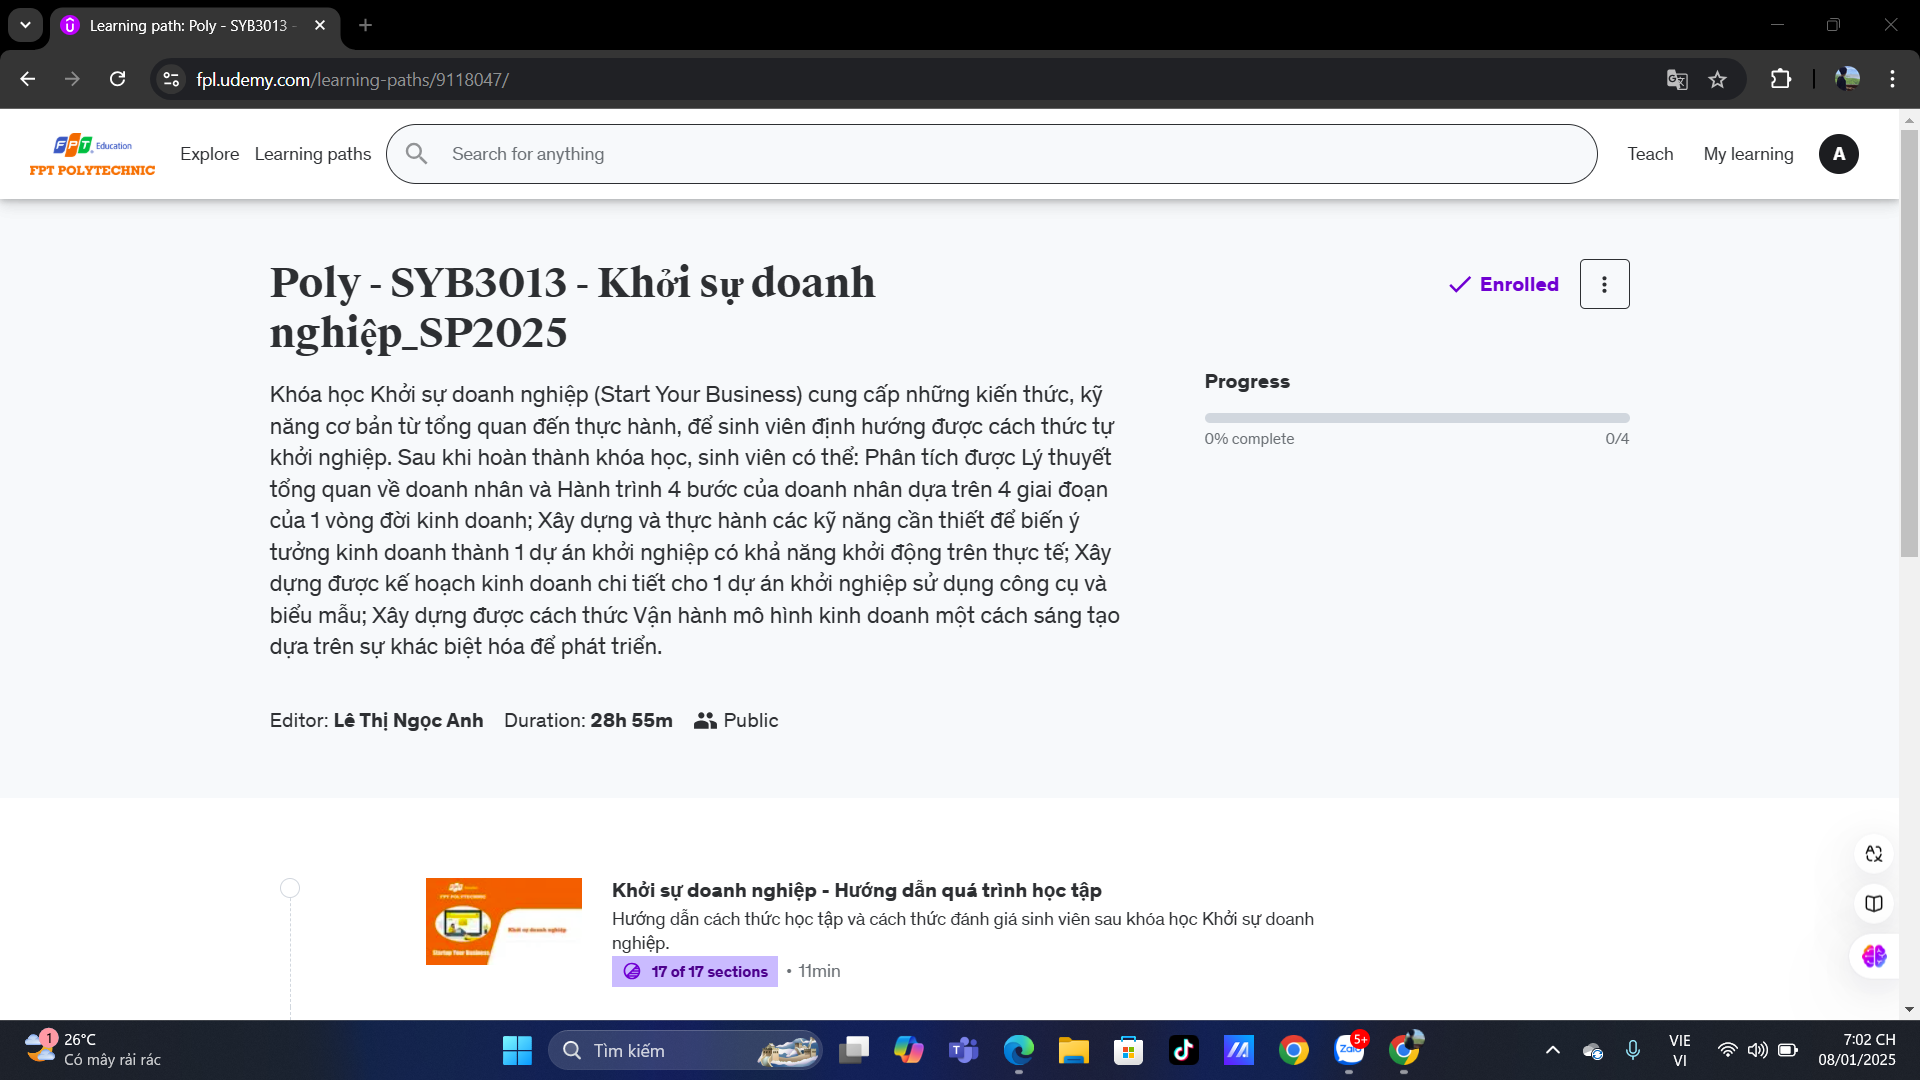 Learning path: Poly - SYB3013 -
fpl.udemy.com/learning-paths/9118047/
FPT Education
FPT POLYTECHNIC
Explore
Learning paths
Search for anything
Teach
My learning
A
Poly - SYB3013 - Khởi sự doanh
nghiệp_SP2025
Enrolled
Khóa học Khởi sự doanh nghiệp (Start Your Business) cung cấp những kiến thức, kỹ
năng cơ bản từ tổng quan đến thực hành, để sinh viên định hướng được cách thức tự
khởi nghiệp. Sau khi hoàn thành khóa học, sinh viên có thể: Phân tích được Lý thuyết
tổng quan về doanh nhân và Hành trình 4 bước của doanh nhân dựa trên 4 giai đoạn
của 1 vòng đời kinh doanh; Xây dựng và thực hành các kỹ năng cần thiết để biến ý
tưởng kinh doanh thành 1 dự án khởi nghiệp có khả năng khởi động trên thực tế; Xây
dựng được kế hoạch kinh doanh chi tiết cho 1 dự án khởi nghiệp sử dụng công cụ và
biểu mẫu; Xây dựng được cách thức Vận hành mô hình kinh doanh một cách sáng tạo
dựa trên sự khác biệt hóa để phát triển.
Progress
0% complete
0/4
Editor: Lê Thị Ngọc Anh Duration: 28h 55m Public
FPT POLYTECHNIC
Khởi sự doanh nghiệp
Startup Your Business
Khởi sự doanh nghiệp - Hướng dẫn quá trình học tập
Hướng dẫn cách thức học tập và cách thức đánh giá sinh viên sau khóa học Khởi sự doanh
nghiệp.
17 of 17 sections • 11min
1
26°C
Có mây rải rác
Tìm kiếm
Zalo
5+
VIE
VI
7:02 CH
08/01/2025